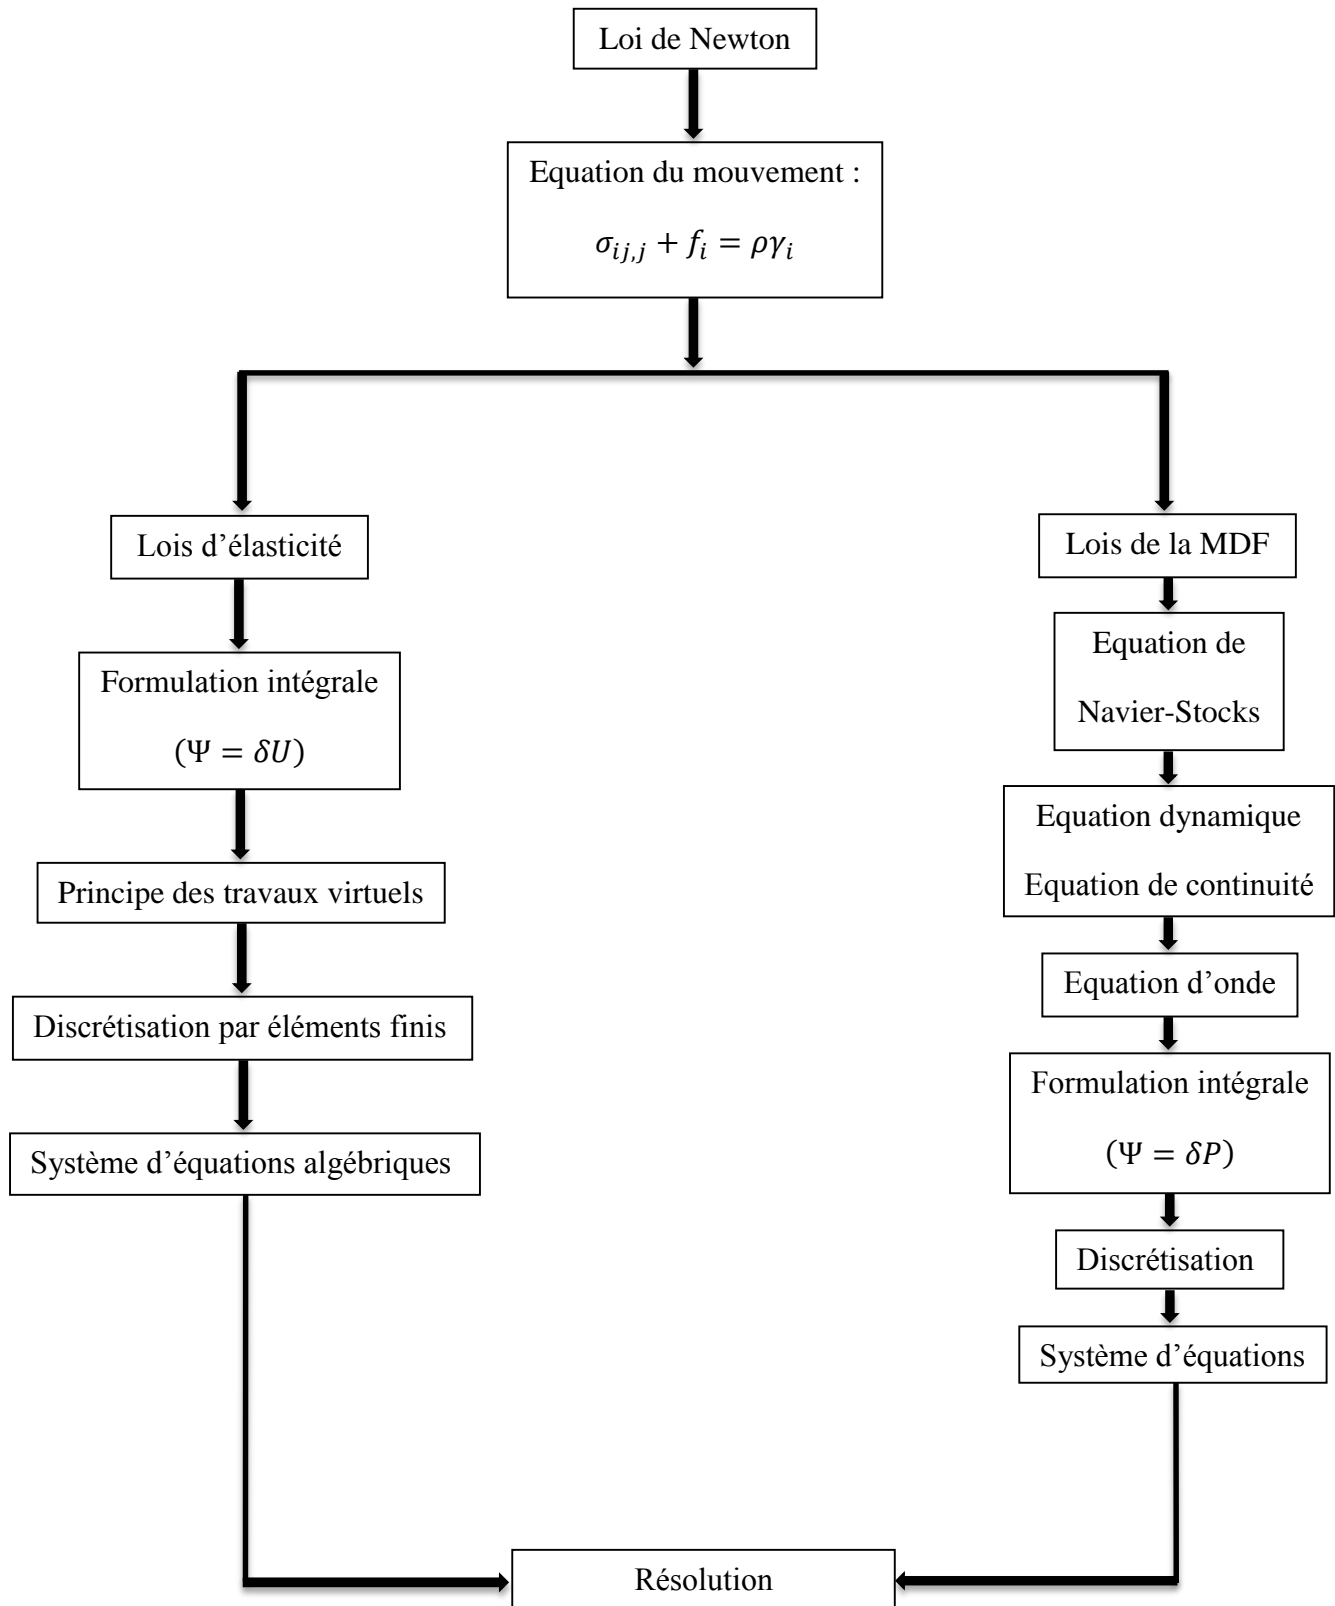 Loi de Newton
Equation du mouvement :
𝜎𝑖𝑗,𝑗 + 𝑓𝑖 = 𝜌𝛾𝑖
Lois d’élasticité
Formulation intégrale
(Ψ = 𝛿𝑈)
Principe des travaux virtuels
Discrétisation par éléments finis
Système d’équations algébriques
Lois de la MDF
Equation de
Navier-Stocks
Equation dynamique
Equation de continuité
Equation d’onde
Formulation intégrale
(Ψ = 𝛿𝑃)
Discrétisation
Système d’équations
Résolution